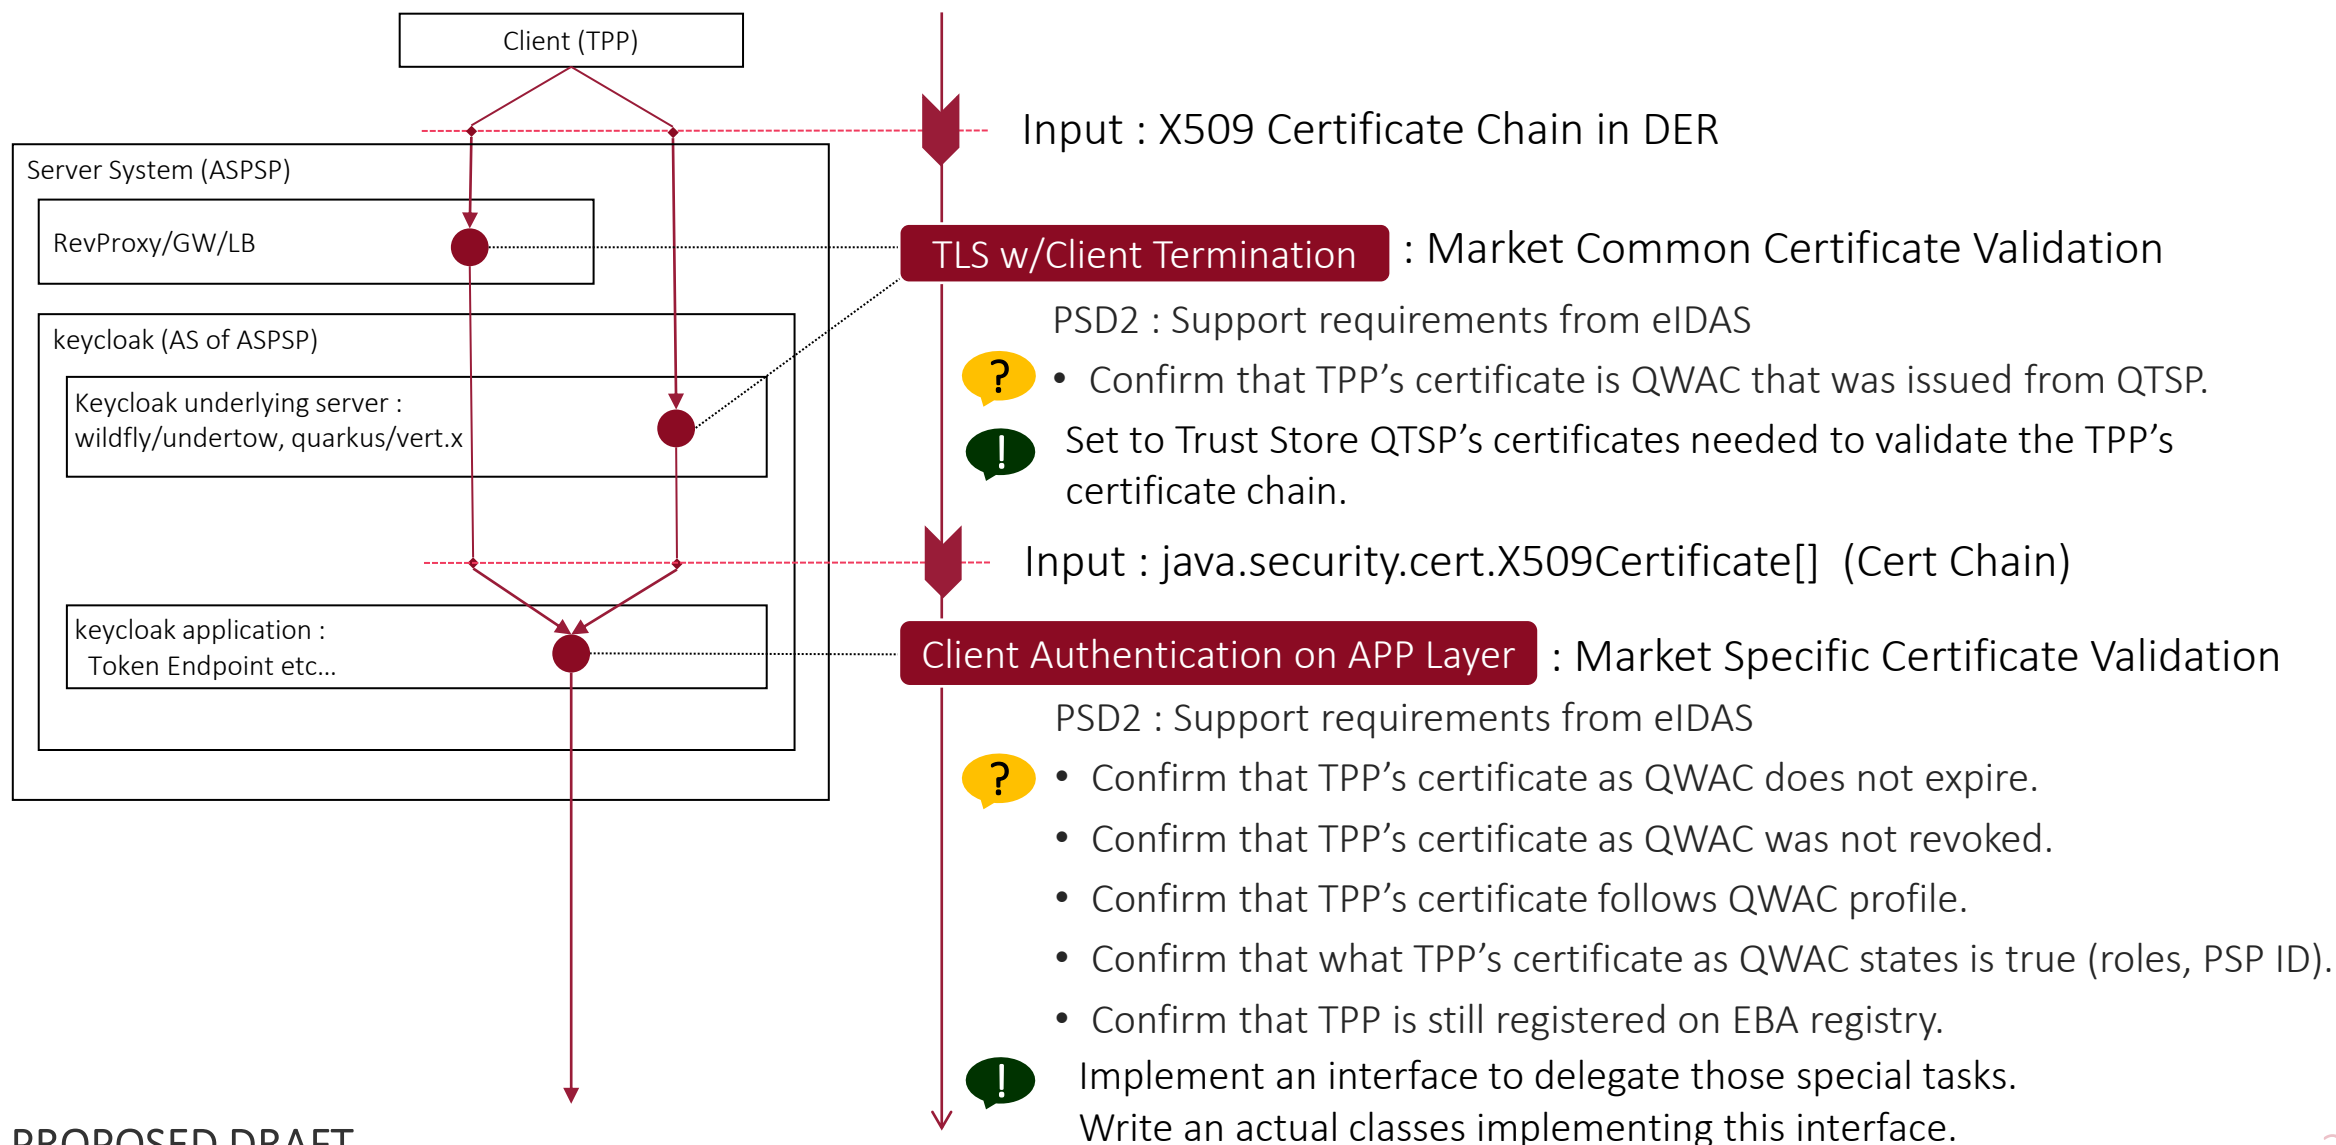 Client (TPP)
Input : X509 Certificate Chain in DER
Server System (ASPSP)
RevProxy/GW/LB
TLS w/Client Termination : Market Common Certificate Validation
PSD2 : Support requirements from eIDAS
keycloak (AS of ASPSP)
? • Confirm that TPP’s certificate is QWAC that was issued from QTSP.
Keycloak underlying server :
wildfly/undertow, quarkus/vert.x
! Set to Trust Store QTSP’s certificates needed to validate the TPP’s
certificate chain.
Input : java.security.cert.X509Certificate[] (Cert Chain)
keycloak application :
Token Endpoint etc...
Client Authentication on APP Layer : Market Specific Certificate Validation
PSD2 : Support requirements from eIDAS
? • Confirm that TPP’s certificate as QWAC does not expire.
• Confirm that TPP’s certificate as QWAC was not revoked.
• Confirm that TPP’s certificate follows QWAC profile.
• Confirm that what TPP’s certificate as QWAC states is true (roles, PSP ID).
• Confirm that TPP is still registered on EBA registry.
! Implement an interface to delegate those special tasks.
Write an actual classes implementing this interface.
PROPOSED DRAFT